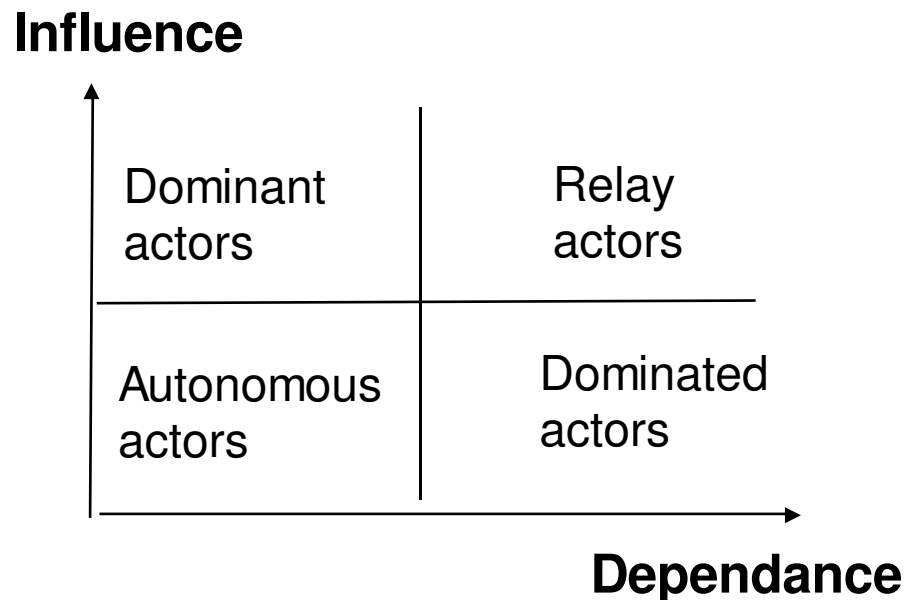 Influence
Dominant
actors
Relay
actors
Autonomous
actors
Dominated
actors
Dependance